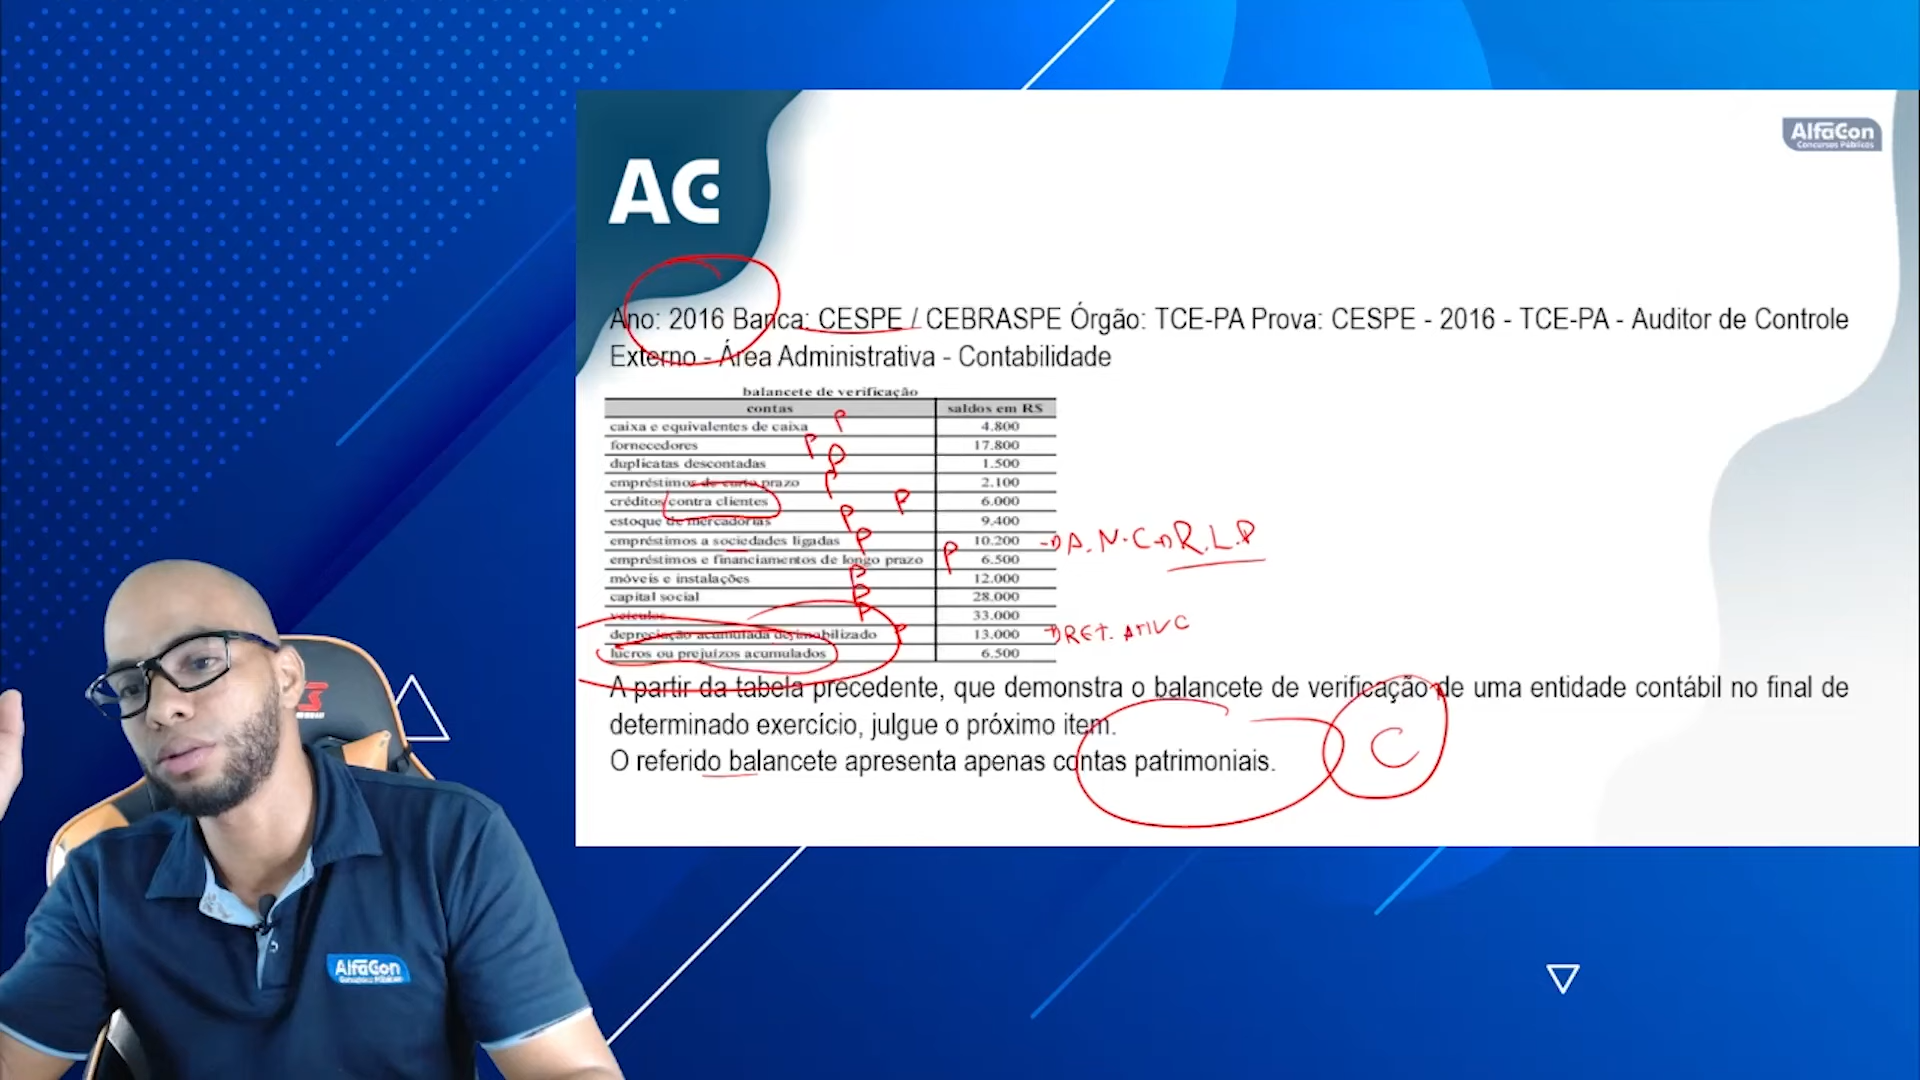 AlfaCon
Concursos Públicos
AC
Ano: 2016 Banca: CESPE / CEBRASPE Órgão: TCE-PA Prova: CESPE - 2016 - TCE-PA - Auditor de Controle
Externo - Área Administrativa - Contabilidade
balancete de verificação
contas saldos em R$
caixa e equivalentes de caixa P 4.800
fornecedores P 17.800
duplicatas descontadas P 1.500
empréstimos de curto prazo P 2.100
créditos contra clientes P 6.000
estoque de mercadorias P 9.400
empréstimos a sociedades ligadas P 10.200 → A.N.C → R.L.P
empréstimos e financiamentos de longo prazo P 6.500
móveis e instalações P 12.000
capital social P 28.000
veículos P 33.000
depreciação acumulada de imobilizado P 13.000 → RET. ATIVO
lucros ou prejuízos acumulados 6.500
A partir da tabela precedente, que demonstra o balancete de verificação de uma entidade contábil no final de
determinado exercício, julgue o próximo item.
O referido balancete apresenta apenas contas patrimoniais. C
AlfaCon
Concursos Públicos